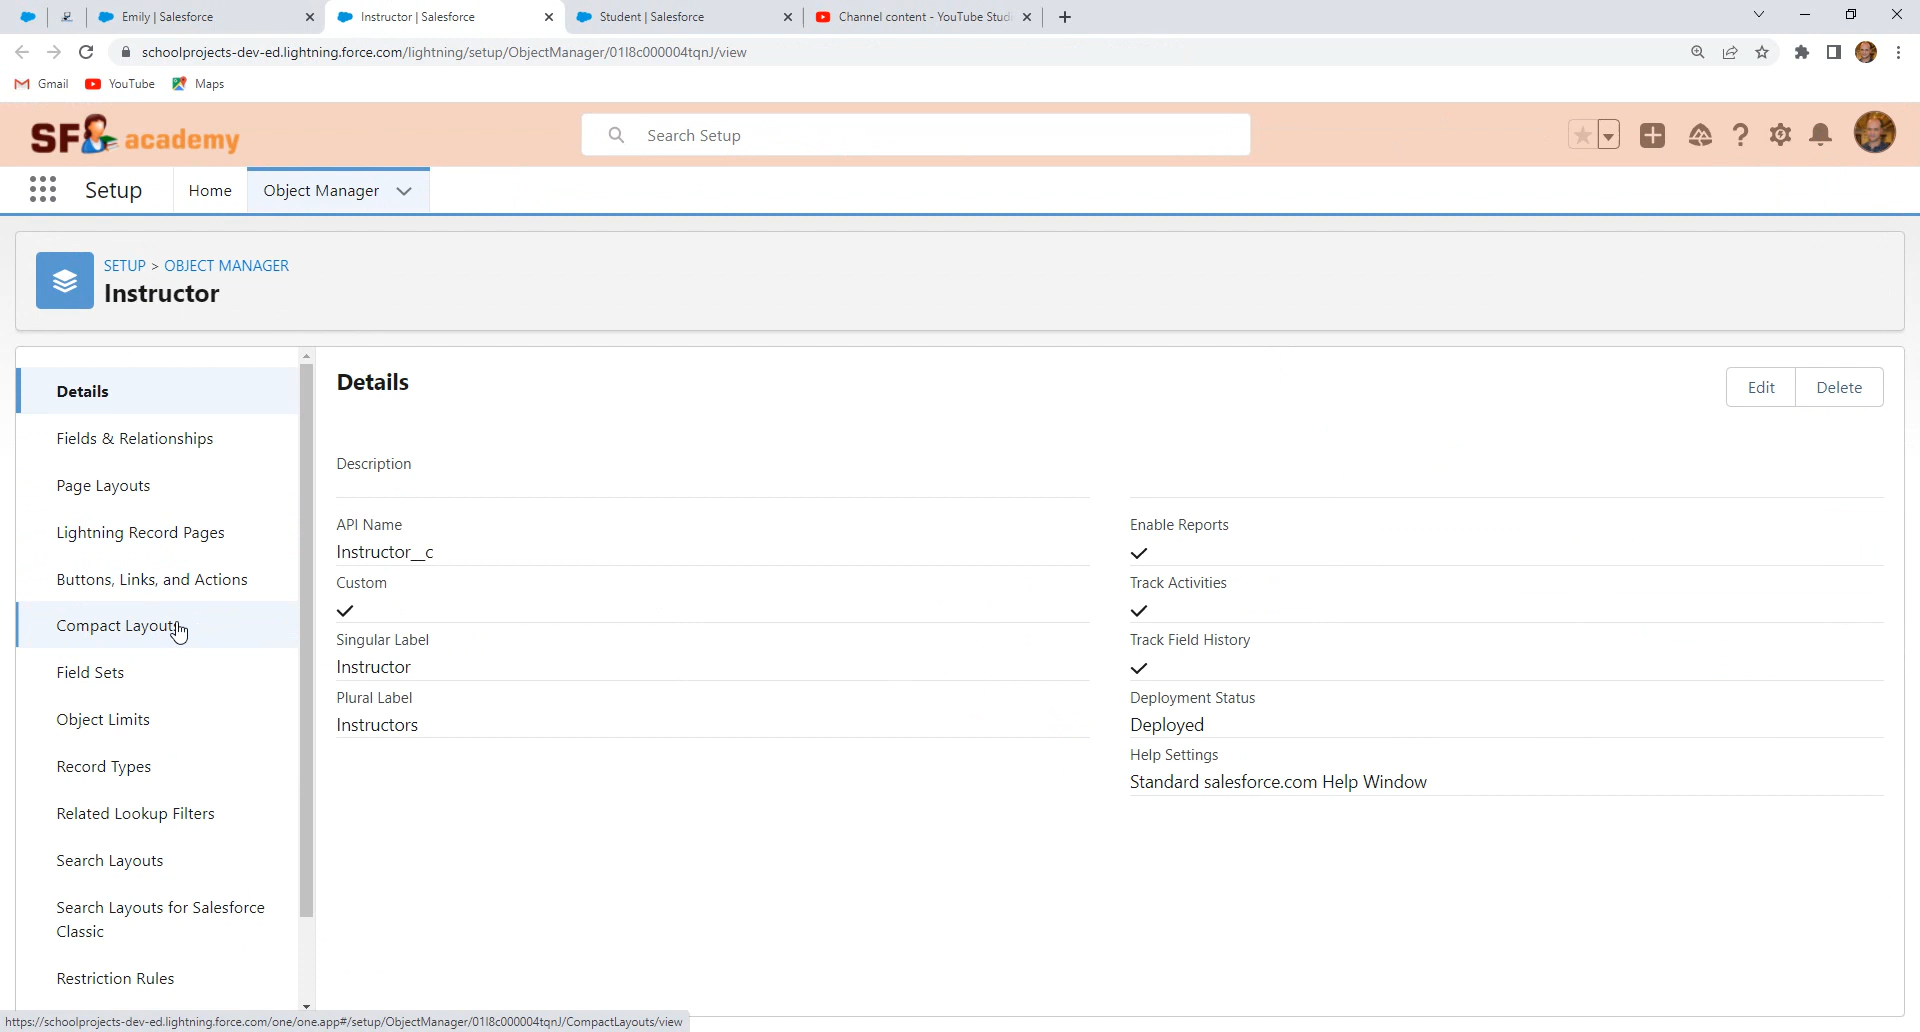 Emily | Salesforce
Instructor | Salesforce
Student | Salesforce
Channel content - YouTube Studi
schoolprojects-dev-ed.lightning.force.com/lightning/setup/ObjectManager/01I8c000004tqnJ/view
Gmail
YouTube
Maps
SF academy
Search Setup
Setup
Home
Object Manager
SETUP > OBJECT MANAGER
Instructor
Details
Fields & Relationships
Page Layouts
Lightning Record Pages
Buttons, Links, and Actions
Compact Layouts
Field Sets
Object Limits
Record Types
Related Lookup Filters
Search Layouts
Search Layouts for Salesforce
Classic
Restriction Rules
Details
Edit
Delete
Description
API Name
Instructor__c
Custom
Singular Label
Instructor
Plural Label
Instructors
Enable Reports
Track Activities
Track Field History
Deployment Status
Deployed
Help Settings
Standard salesforce.com Help Window
https://schoolprojects-dev-ed.lightning.force.com/one/one.app#/setup/ObjectManager/01I8c000004tqnJ/CompactLayouts/view